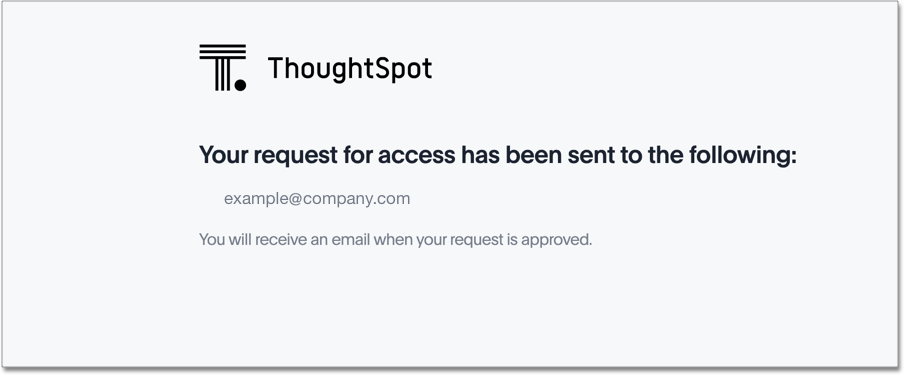 ThoughtSpot
Your request for access has been sent to the following:
example@company.com
You will receive an email when your request is approved.